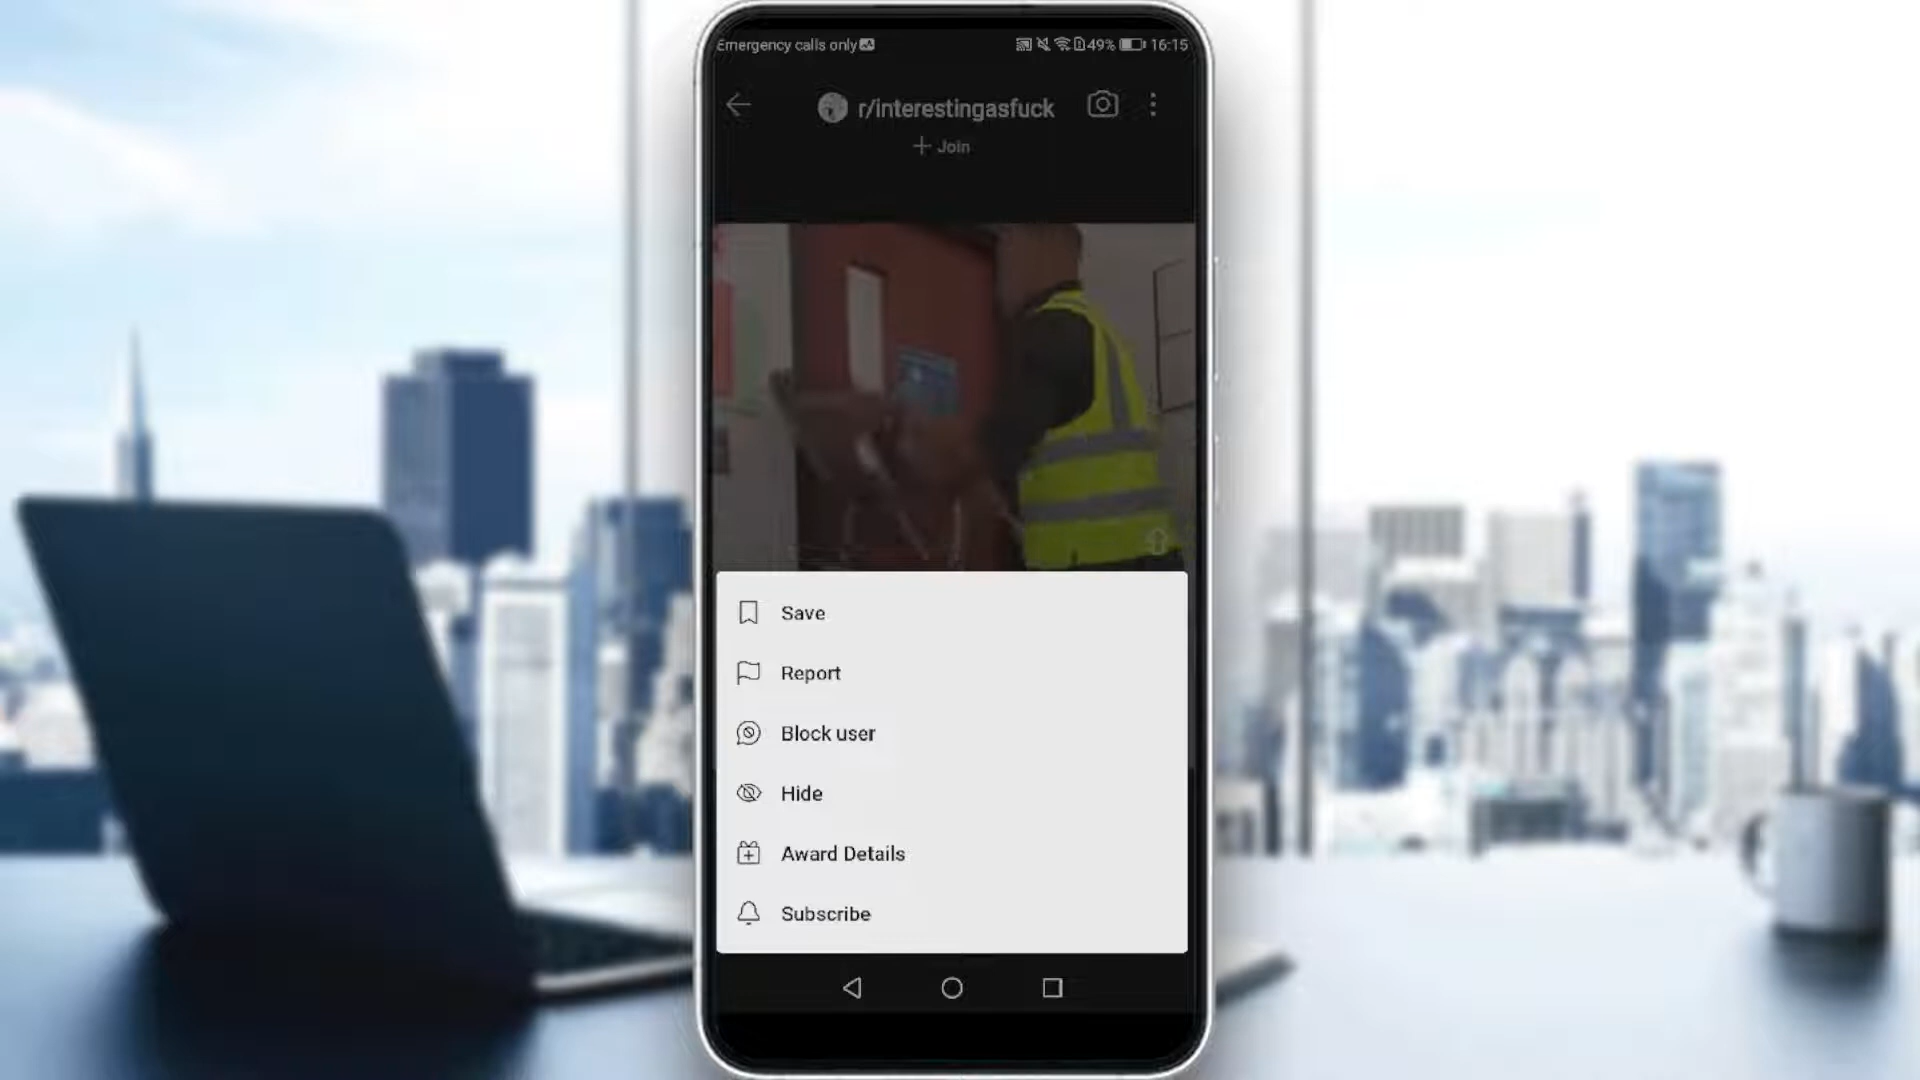 Emergency calls only
49% 16:15
r/interestingasfuck
Join
Save
Report
Block user
Hide
Award Details
Subscribe